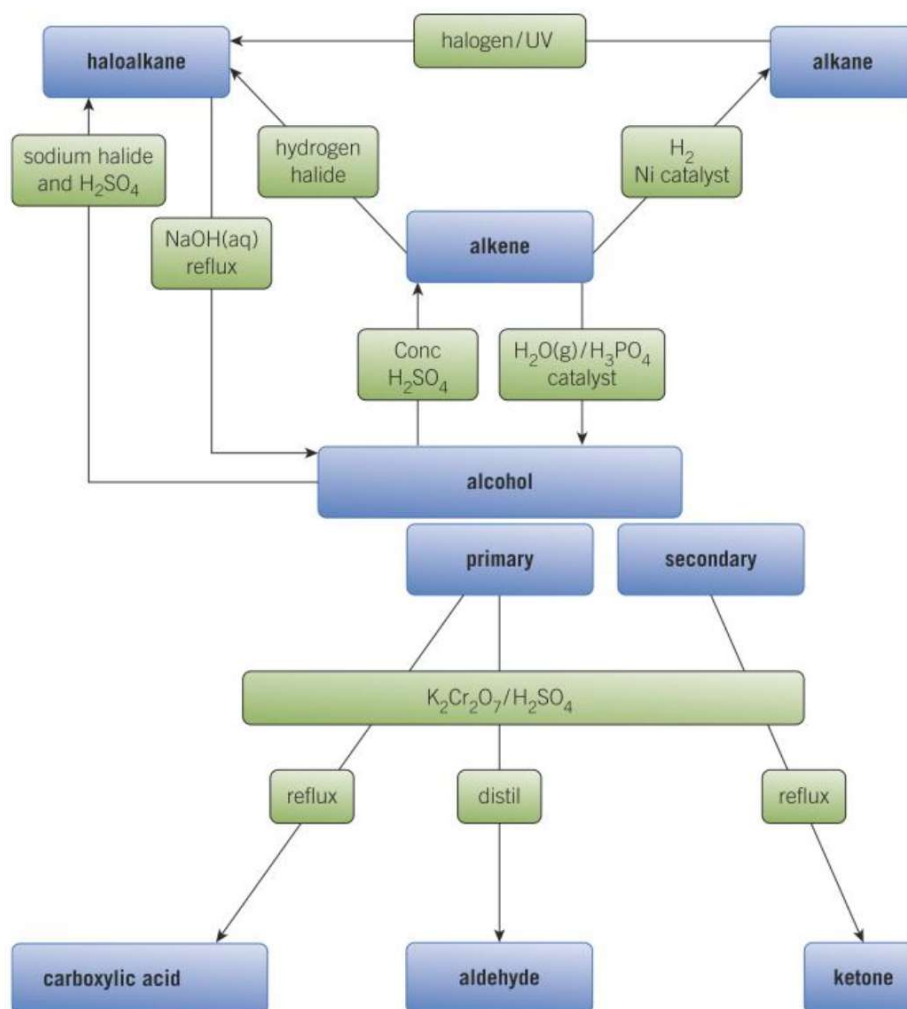 halogen/UV
haloalkane
alkane
sodium halide
and H₂SO₄
hydrogen
halide
H₂
Ni catalyst
NaOH(aq)
reflux
alkene
Conc
H₂SO₄
H₂O(g)/H₃PO₄
catalyst
alcohol
primary
secondary
K₂Cr₂O₇/H₂SO₄
reflux
distil
reflux
carboxylic acid
aldehyde
ketone